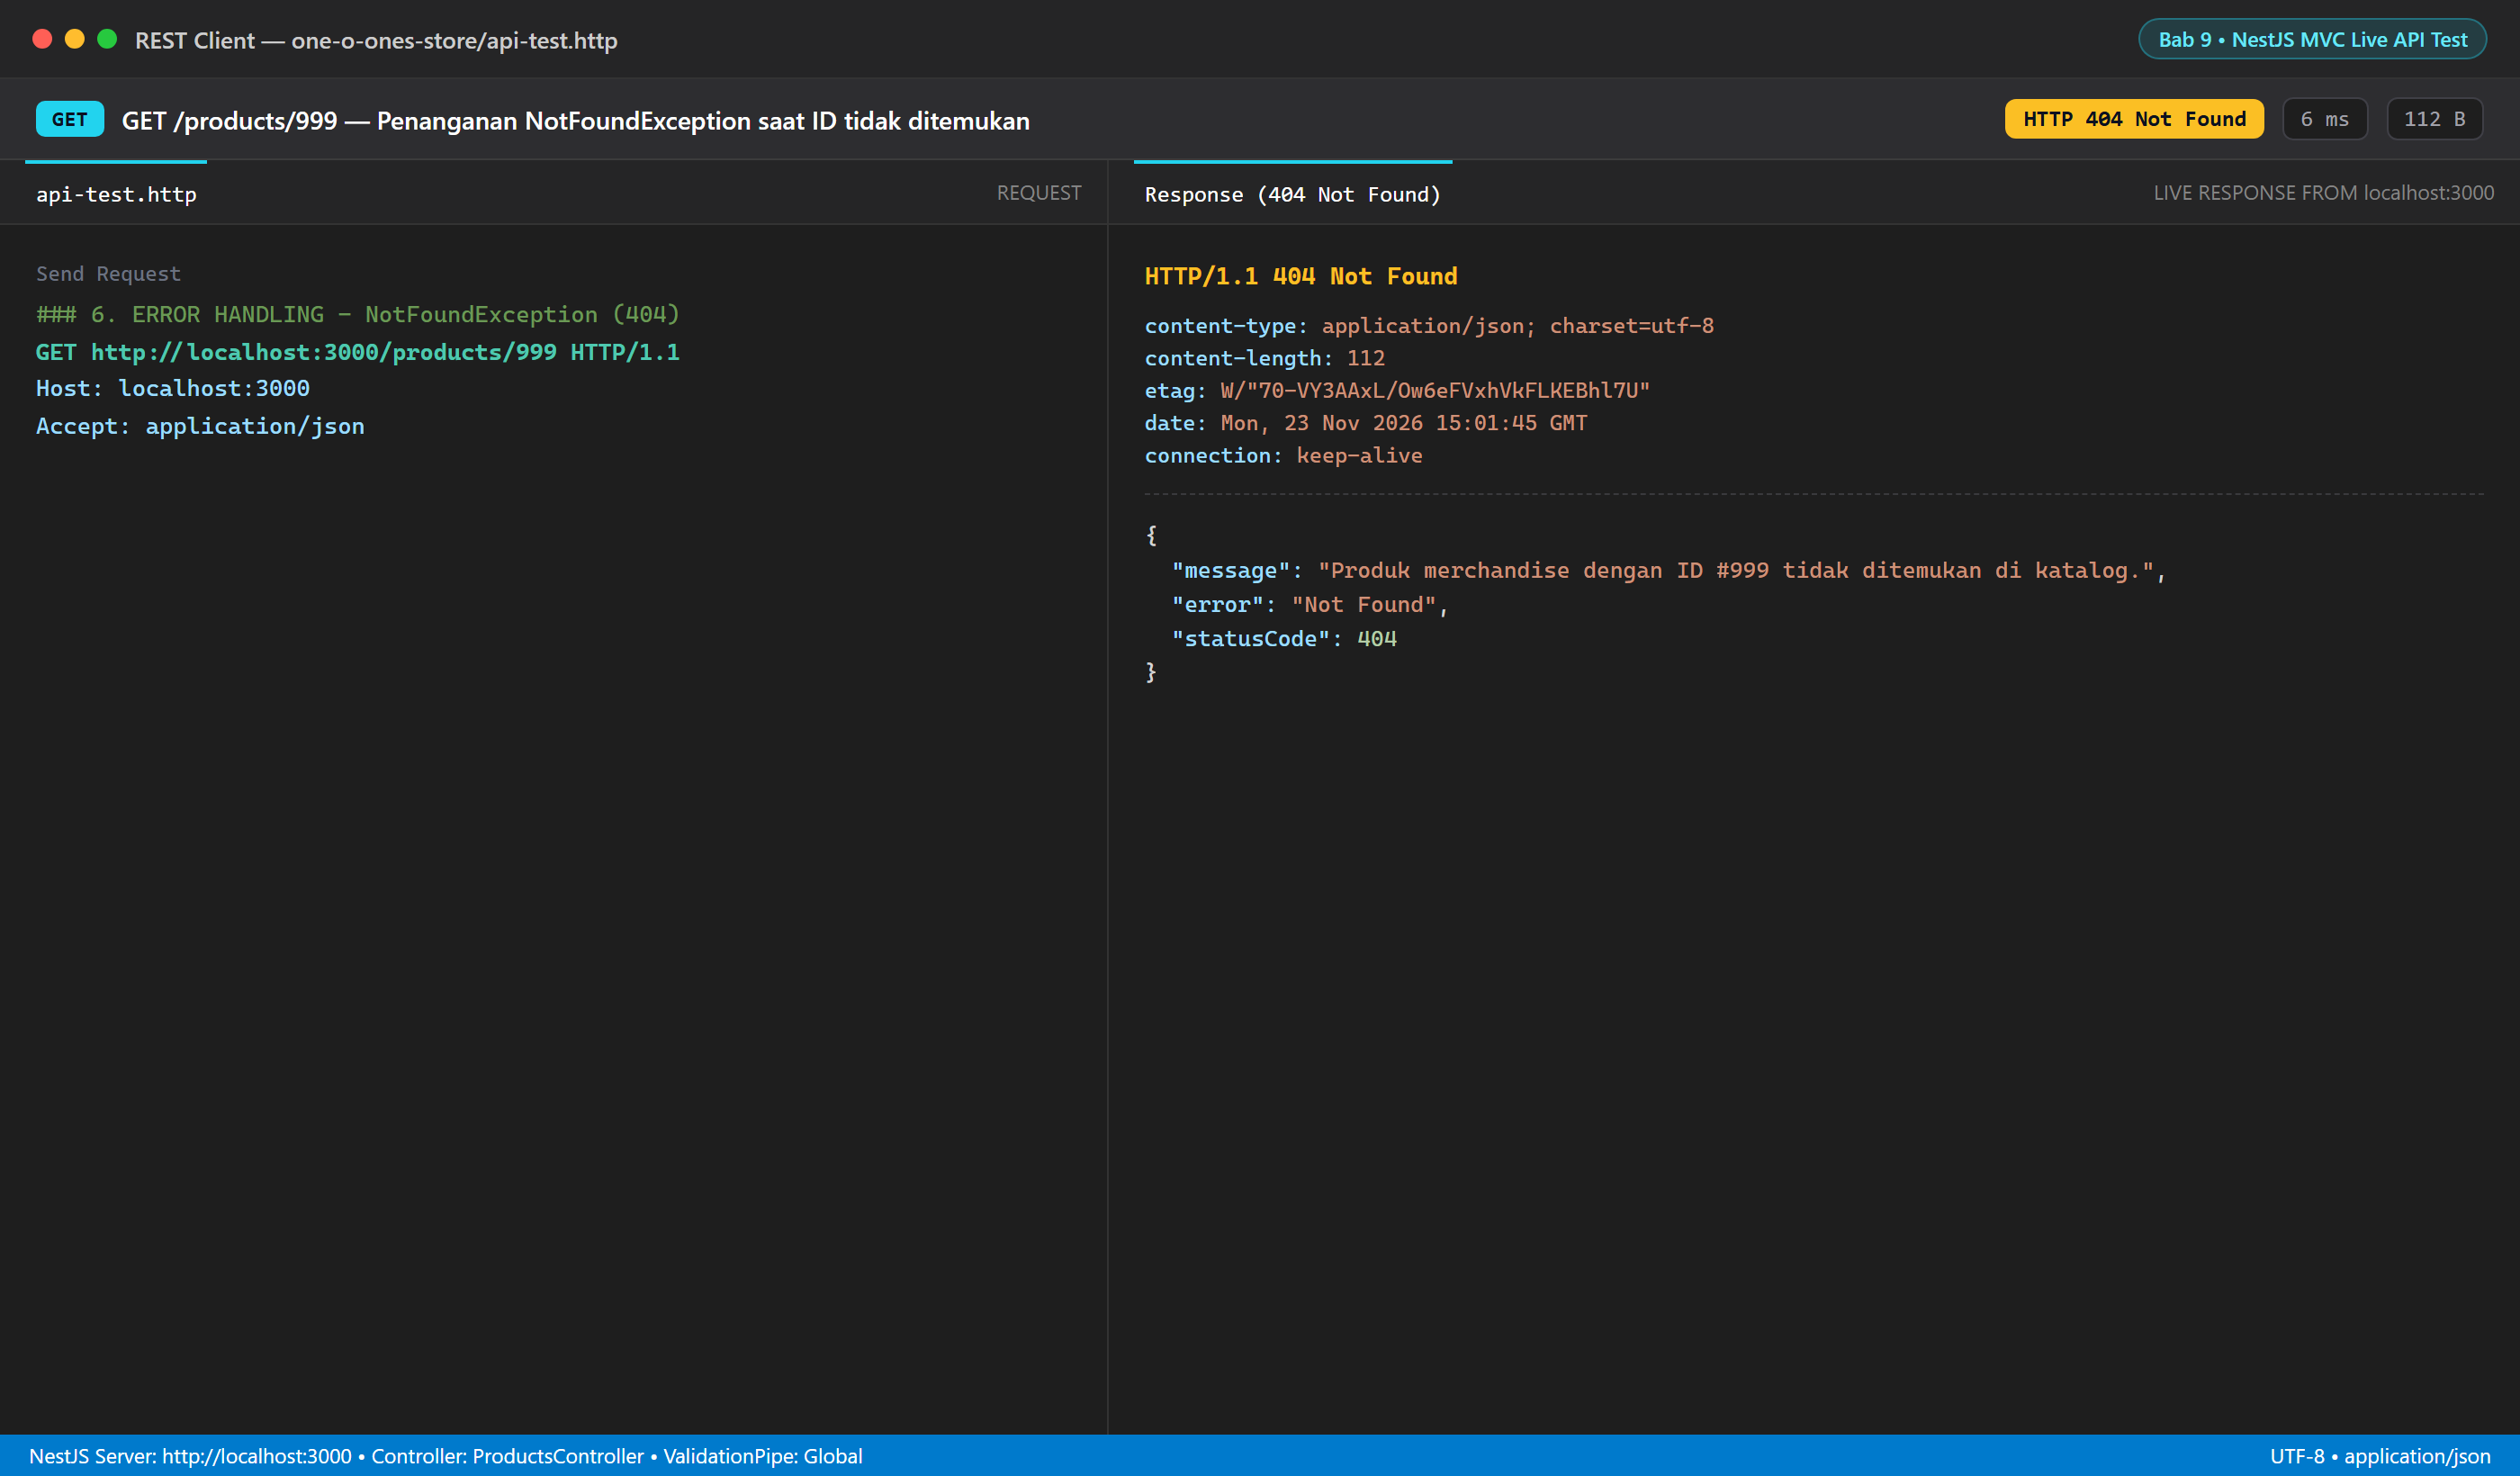 REST Client — one-o-ones-store/api-test.http
Bab 9 • NestJS MVC Live API Test
GET GET /products/999 — Penanganan NotFoundException saat ID tidak ditemukan
HTTP 404 Not Found 6 ms 112 B
api-test.http REQUEST
Send Request
### 6. ERROR HANDLING - NotFoundException (404)
GET http://localhost:3000/products/999 HTTP/1.1
Host: localhost:3000
Accept: application/json
Response (404 Not Found) LIVE RESPONSE FROM localhost:3000
HTTP/1.1 404 Not Found
content-type: application/json; charset=utf-8
content-length: 112
etag: W/"70-VY3AAxL/Ow6eFVxhVkFLKEBhl7U"
date: Mon, 23 Nov 2026 15:01:45 GMT
connection: keep-alive
{
"message": "Produk merchandise dengan ID #999 tidak ditemukan di katalog.",
"error": "Not Found",
"statusCode": 404
}
NestJS Server: http://localhost:3000 • Controller: ProductsController • ValidationPipe: Global
UTF-8 • application/json